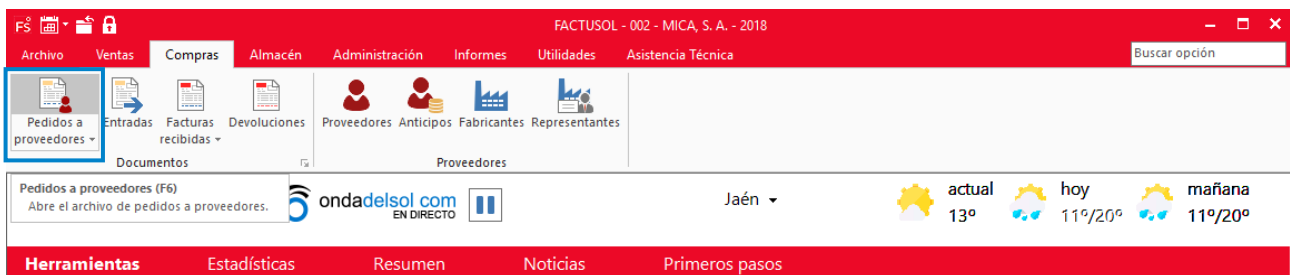 FS
FACTUSOL - 002 - MICA, S. A. - 2018
Archivo Ventas Compras Almacén Administración Informes Utilidades Asistencia Técnica
Buscar opción
Pedidos a proveedores
Entradas
Facturas recibidas
Devoluciones
Proveedores
Anticipos
Fabricantes
Representantes
Documentos
Proveedores
Pedidos a proveedores (F6)
Abre el archivo de pedidos a proveedores.
ondadelsol com
EN DIRECTO
Jaén
actual
13º
hoy
11º/20º
mañana
11º/20º
Herramientas Estadísticas Resumen Noticias Primeros pasos